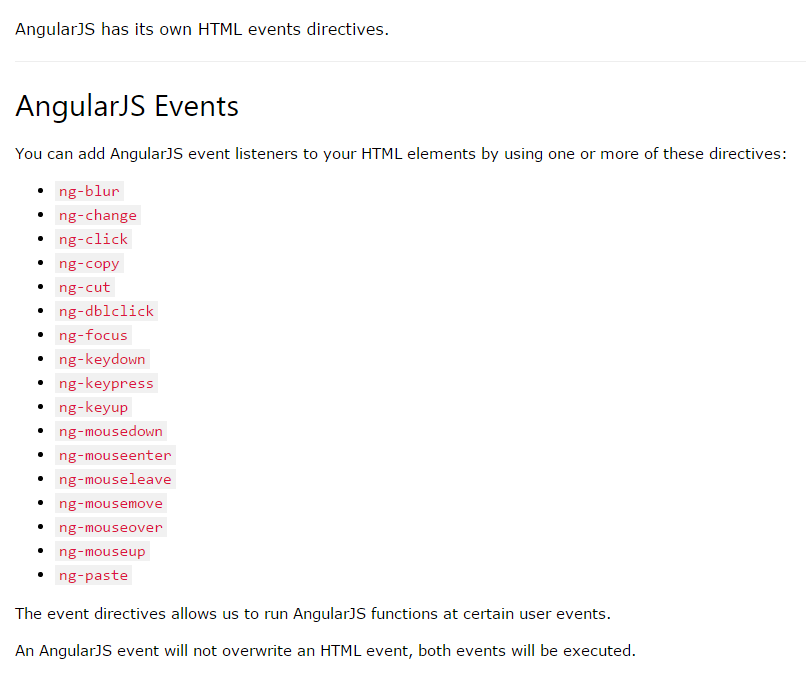 AngularJS has its own HTML events directives.
AngularJS Events
You can add AngularJS event listeners to your HTML elements by using one or more of these directives:
ng-blur
ng-change
ng-click
ng-copy
ng-cut
ng-dblclick
ng-focus
ng-keydown
ng-keypress
ng-keyup
ng-mousedown
ng-mouseenter
ng-mouseleave
ng-mousemove
ng-mouseover
ng-mouseup
ng-paste
The event directives allows us to run AngularJS functions at certain user events.
An AngularJS event will not overwrite an HTML event, both events will be executed.